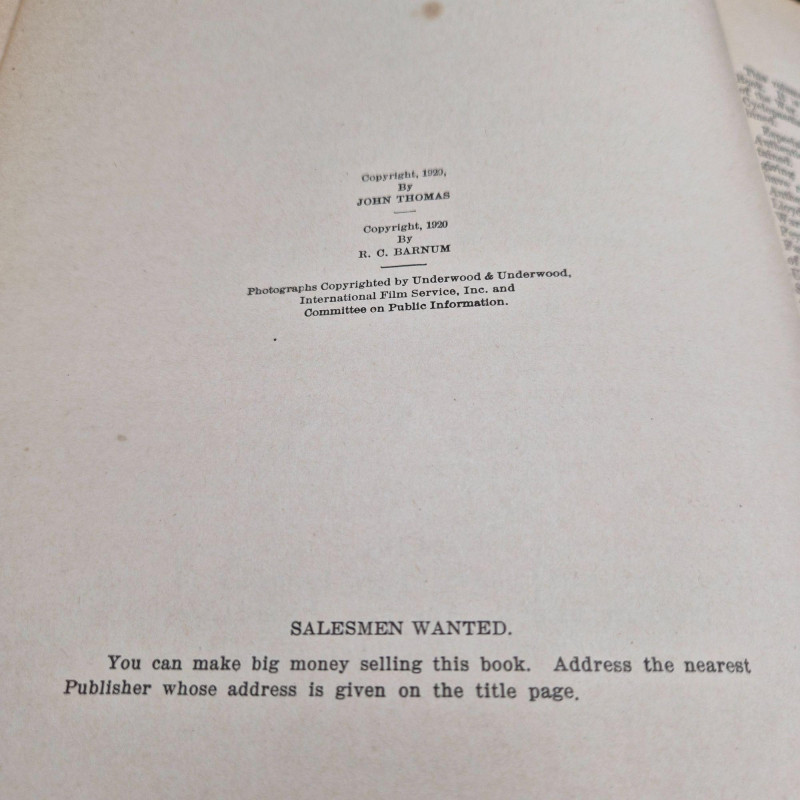 Copyright, 1920,
By
JOHN THOMAS
Copyright, 1920
By
R. C. BARNUM
Photographs Copyrighted by Underwood & Underwood,
International Film Service, Inc. and
Committee on Public Information.
SALESMEN WANTED.
You can make big money selling this book. Address the nearest
Publisher whose address is given on the title page.